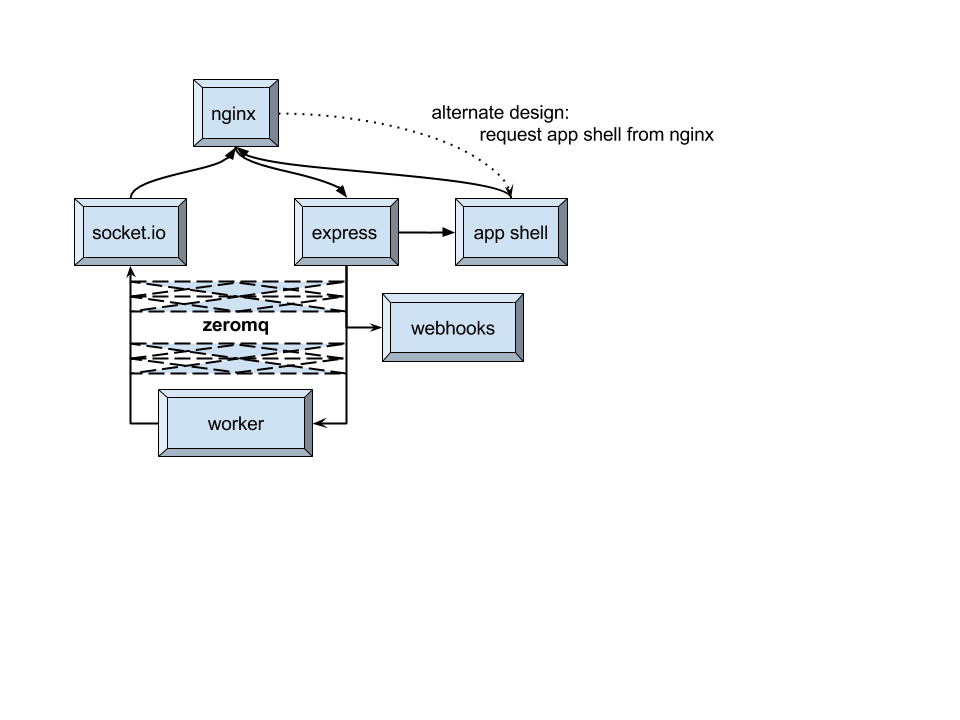 nginx
alternate design:
request app shell from nginx
socket.io
express
app shell
zeromq
webhooks
worker